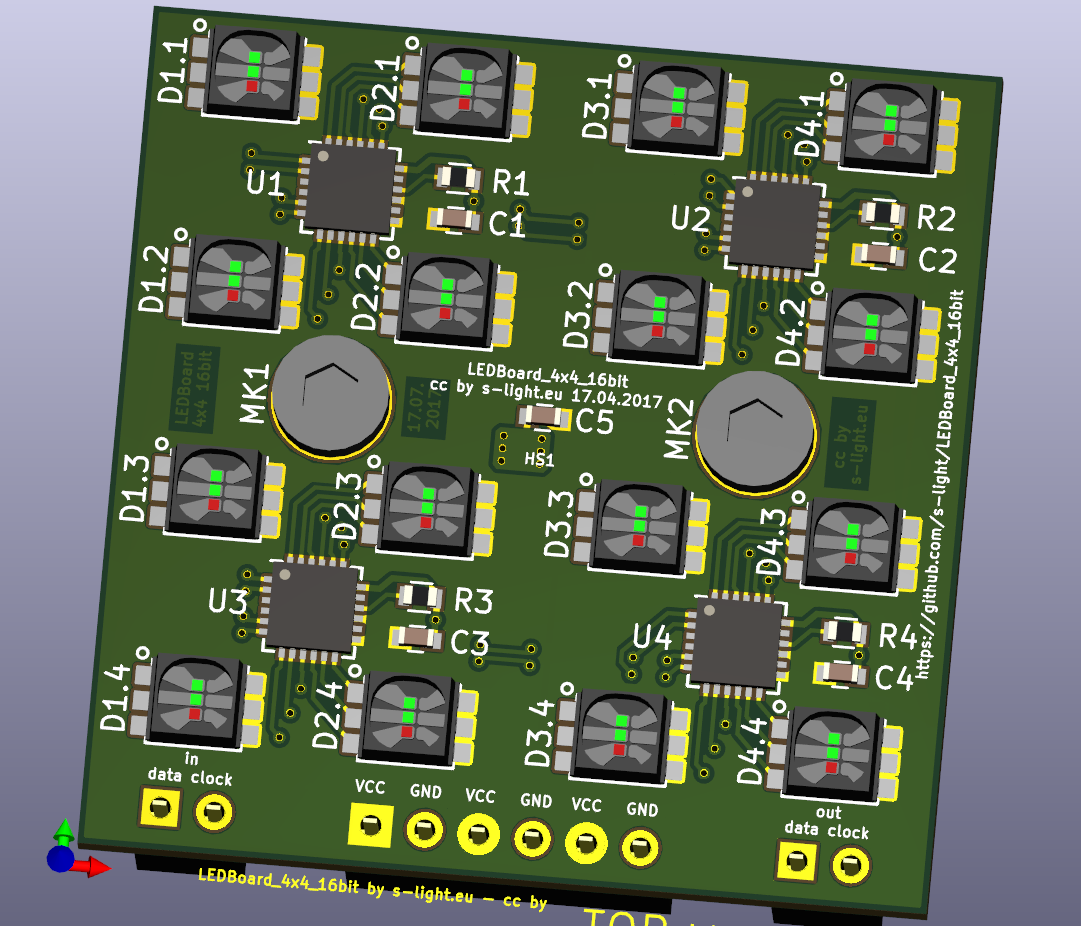 D1.1
D2.1
D3.1
D4.1
U1
R1
C1
U2
R2
C2
D1.2
D2.2
D3.2
D4.2
LEDBoard
4x4 16bit
MK1
17.07.
2017
LEDBoard_4x4_16bit
cc by s-light.eu 17.04.2017
C5
HS1
MK2
cc by
s-light.eu
https://github.com/s-light/LEDBoard_4x4_16bit
D1.3
D2.3
D3.3
D4.3
U3
R3
C3
U4
R4
C4
D1.4
D2.4
D3.4
D4.4
in
data clock
VCC GND VCC GND VCC GND
out
data clock
LEDBoard_4x4_16bit by s-light.eu – cc by